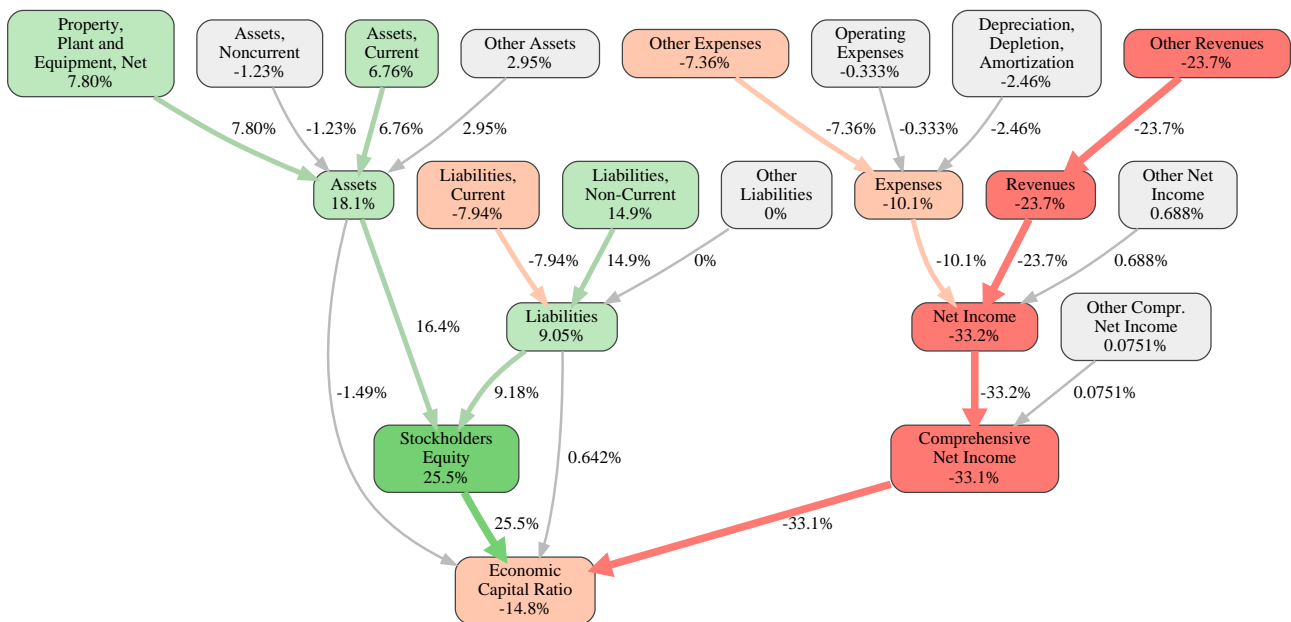 Property,
Plant and
Equipment, Net
7.80%
Assets,
Noncurrent
-1.23%
Assets,
Current
6.76%
Other Assets
2.95%
Other Expenses
-7.36%
Operating
Expenses
-0.333%
Depreciation,
Depletion,
Amortization
-2.46%
Other Revenues
-23.7%
7.80%
-1.23%
6.76%
2.95%
-7.36%
-0.333%
-2.46%
-23.7%
Assets
18.1%
Liabilities,
Current
-7.94%
Liabilities,
Non-Current
14.9%
Other
Liabilities
0%
Expenses
-10.1%
Revenues
-23.7%
Other Net
Income
0.688%
-7.94%
14.9%
0%
-10.1%
-23.7%
0.688%
16.4%
Liabilities
9.05%
Net Income
-33.2%
Other Compr.
Net Income
0.0751%
-1.49%
9.18%
-33.2%
0.0751%
Stockholders
Equity
25.5%
0.642%
Comprehensive
Net Income
-33.1%
25.5%
-33.1%
Economic
Capital Ratio
-14.8%